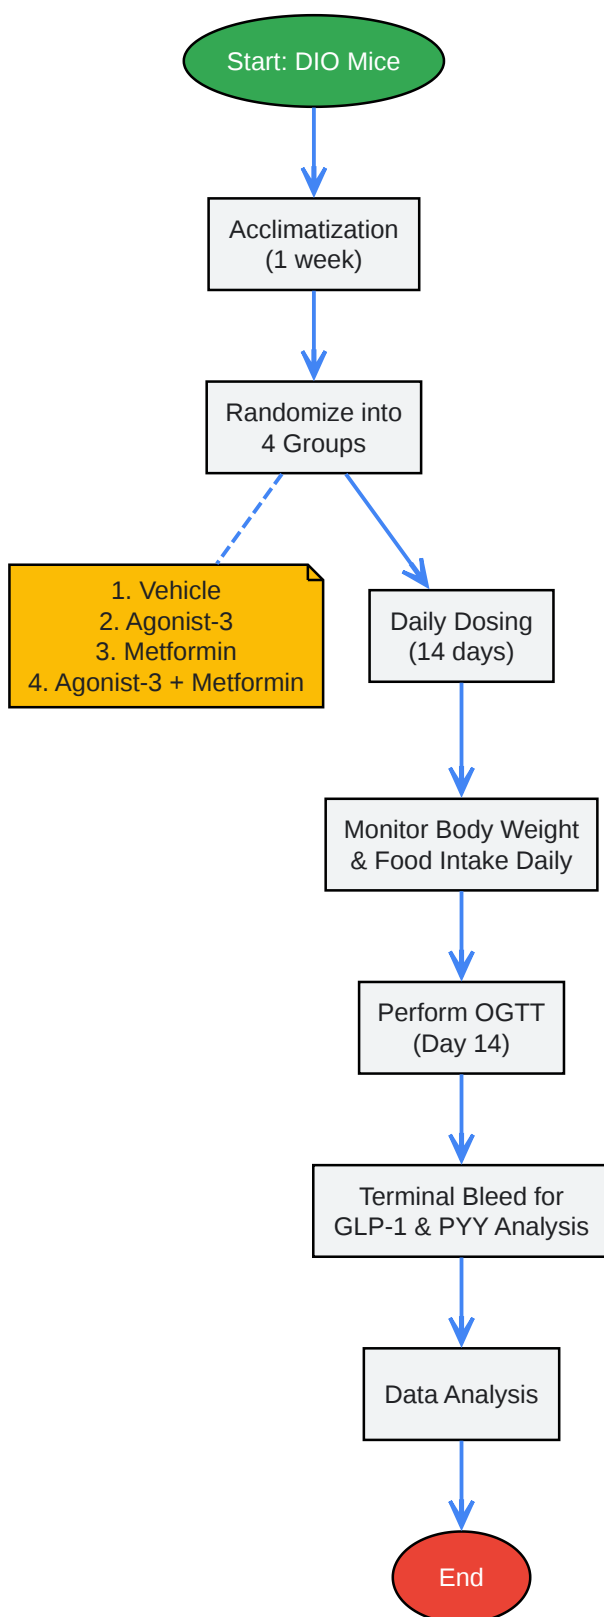 Start: DIO Mice
Acclimatization
(1 week)
Randomize into
4 Groups
1. Vehicle
2. Agonist-3
3. Metformin
4. Agonist-3 + Metformin
Daily Dosing
(14 days)
Monitor Body Weight
& Food Intake Daily
Perform OGTT
(Day 14)
Terminal Bleed for
GLP-1 & PYY Analysis
Data Analysis
End